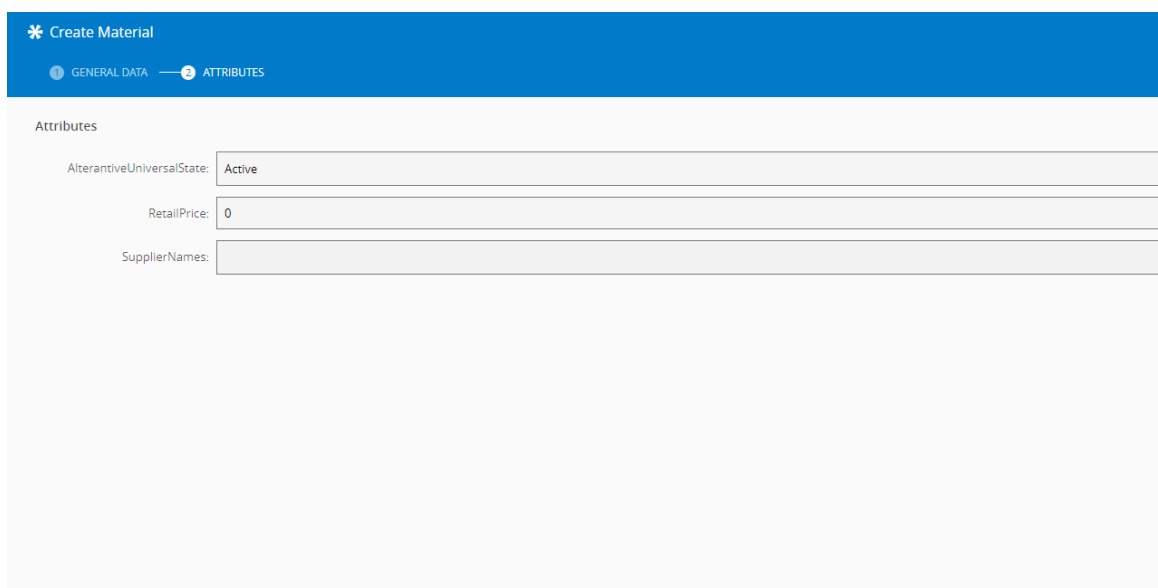 Create Material
1 GENERAL DATA 2 ATTRIBUTES
Attributes
AlterantiveUniversalState: Active
RetailPrice: 0
SupplierNames: